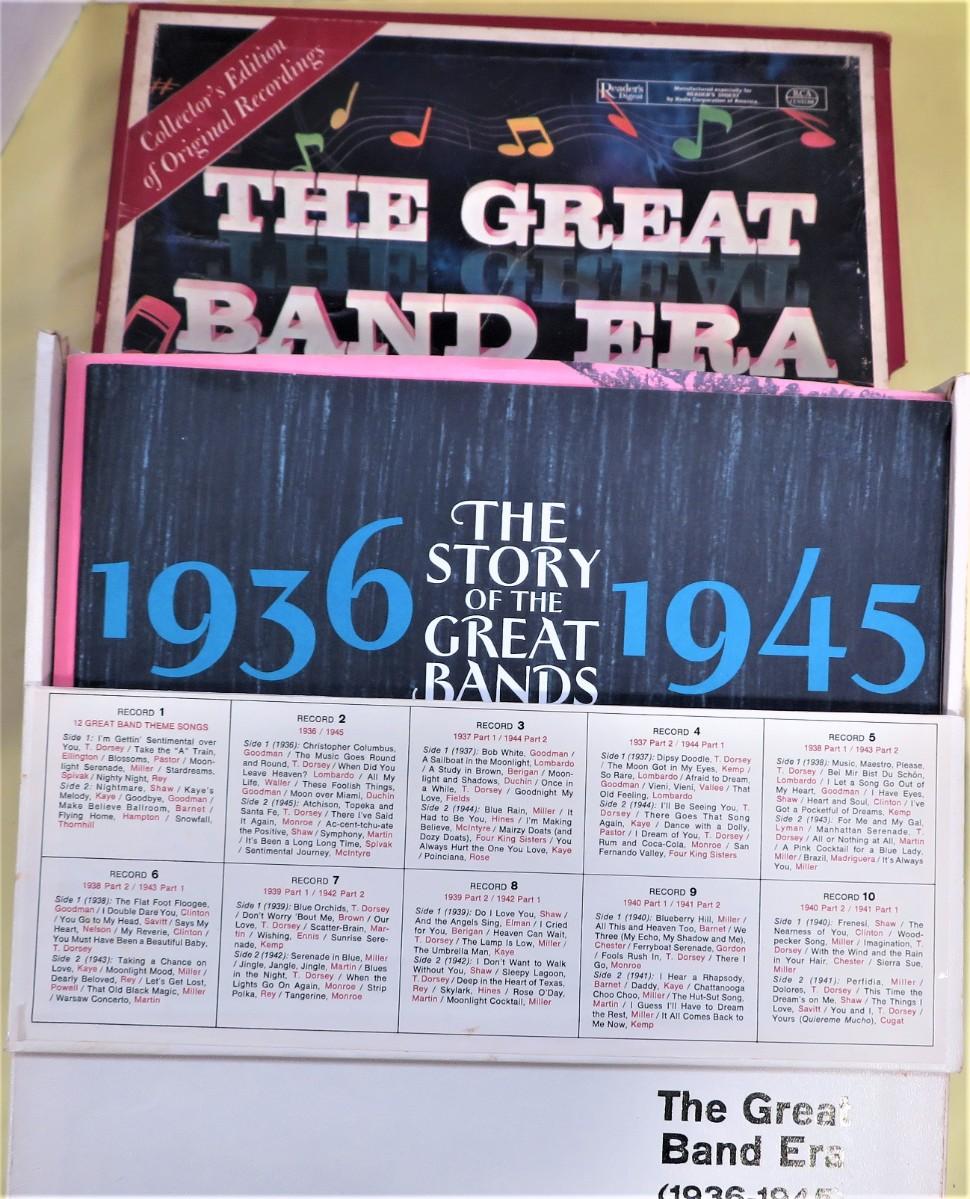 Collector's Edition
of Original Recordings
Reader's
Digest
Manufactured especially for
READER'S DIGEST
by Radio Corporation of America
RCA
CUSTOM
THE GREAT
BAND ERA
1936
THE
STORY
OF THE
GREAT
BANDS
1945
RECORD 1
12 GREAT BAND THEME SONGS
Side 1: I'm Gettin' Sentimental over
You, T. Dorsey / Take the "A" Train,
Ellington / Blossoms, Pastor / Moon-
light Serenade, Miller / Stardreams,
Spivak / Nighty Night, Rey
Side 2: Nightmare, Shaw / Kaye's
Melody, Kaye / Goodbye, Goodman /
Make Believe Ballroom, Barnet /
Flying Home, Hampton / Snowfall,
Thornhill
RECORD 2
1936 / 1945
Side 1 (1936): Christopher Columbus,
Goodman / The Music Goes Round
and Round, T. Dorsey / When Did You
Leave Heaven? Lombardo / All My
Life, Waller / These Foolish Things,
Goodman / Moon over Miami, Duchin
Side 2 (1945): Atchison, Topeka and
Santa Fe, T. Dorsey / There I've Said
It Again, Monroe / Ac-cent-tchu-ate
the Positive, Shaw / Symphony, Martin
/ It's Been a Long Long Time, Spivak
/ Sentimental Journey, McIntyre
RECORD 3
1937 Part 1 / 1944 Part 2
Side 1 (1937): Bob White, Goodman /
A Sailboat in the Moonlight, Lombardo
/ A Study in Brown, Berigan / Moon-
light and Shadows, Duchin / Once in
a While, T. Dorsey / Goodnight My
Love, Fields
Side 2 (1944): Blue Rain, Miller / It
Had to Be You, Hines / I'm Making
Believe, McIntyre / Mairzy Doats (and
Dozy Doats), Four King Sisters / You
Always Hurt the One You Love, Kaye
/ Poinciana, Rose
RECORD 4
1937 Part 2 / 1944 Part 1
Side 1 (1937): Dipsy Doodle, T. Dorsey
/ The Moon Got in My Eyes, Kemp /
So Rare, Lombardo / Afraid to Dream,
Goodman / Vieni, Vieni, Vallee / That
Old Feeling, Lombardo
Side 2 (1944): I'll Be Seeing You, T.
Dorsey / There Goes That Song
Again, Kaye / Dance with a Dolly,
Pastor / I Dream of You, T. Dorsey /
Rum and Coca-Cola, Monroe / San
Fernando Valley, Four King Sisters
RECORD 5
1938 Part 1 / 1943 Part 2
Side 1 (1938): Music, Maestro, Please,
T. Dorsey / Bei Mir Bist Du Schön,
Lombardo / I Let a Song Go Out of
My Heart, Goodman / I Have Eyes,
Shaw / Heart and Soul, Clinton / I've
Got a Pocketful of Dreams, Kemp
Side 2 (1943): For Me and My Gal,
Lyman / Manhattan Serenade, T.
Dorsey / All or Nothing at All, Martin
/ A Pink Cocktail for a Blue Lady,
Miller / Brazil, Madriguera / It's Always
You, Miller
RECORD 6
1938 Part 2 / 1943 Part 1
Side 1 (1938): The Flat Foot Floogee,
Goodman / I Double Dare You, Clinton
/ You Go to My Head, Savitt / Says My
Heart, Nelson / My Reverie, Clinton /
You Must Have Been a Beautiful Baby,
T. Dorsey
Side 2 (1943): Taking a Chance on
Love, Kaye / Moonlight Mood, Miller /
Dearly Beloved, Rey / Let's Get Lost,
Powell / That Old Black Magic, Miller
/ Warsaw Concerto, Martin
RECORD 7
1939 Part 1 / 1942 Part 2
Side 1 (1939): Blue Orchids, T. Dorsey
/ Don't Worry 'Bout Me, Brown / Our
Love, T. Dorsey / Scatter-Brain, Mar-
tin / Wishing, Ennis / Sunrise Sere-
nade, Kemp
Side 2 (1942): Serenade in Blue, Miller
/ Jingle, Jangle, Jingle, Martin / Blues
in the Night, T. Dorsey / When the
Lights Go On Again, Monroe / Strip
Polka, Rey / Tangerine, Monroe
RECORD 8
1939 Part 2 / 1942 Part 1
Side 1 (1939): Do I Love You, Shaw /
And the Angels Sing, Elman / I Cried
for You, Berigan / Heaven Can Wait,
T. Dorsey / The Lamp Is Low, Miller /
The Umbrella Man, Kaye
Side 2 (1942): I Don't Want to Walk
Without You, Shaw / Sleepy Lagoon,
T. Dorsey / Deep in the Heart of Texas,
Rey / Skylark, Hines / Rose O'Day,
Martin / Moonlight Cocktail, Miller
RECORD 9
1940 Part 1 / 1941 Part 2
Side 1 (1940): Blueberry Hill, Miller /
All This and Heaven Too, Barnet / We
Three (My Echo, My Shadow and Me),
Chester / Ferryboat Serenade, Gordon
/ Fools Rush In, T. Dorsey / There I
Go, Monroe
Side 2 (1941): I Hear a Rhapsody,
Barnet / Daddy, Kaye / Chattanooga
Choo Choo, Miller / The Hut-Sut Song,
Martin / I Guess I'll Have to Dream
the Rest, Miller / It All Comes Back to
Me Now, Kemp
RECORD 10
1940 Part 2 / 1941 Part 1
Side 1 (1940): Frenesi, Shaw / The
Nearness of You, Clinton / Wood-
pecker Song, Miller / Imagination, T.
Dorsey / With the Wind and the Rain
in Your Hair, Chester / Sierra Sue,
Miller
Side 2 (1941): Perfidia, Miller /
Dolores, T. Dorsey / This Time the
Dream's on Me, Shaw / The Things I
Love, Savitt / You and I, T. Dorsey /
Yours (Quiereme Mucho), Cugat
The Great
Band Era
(1936-1945)